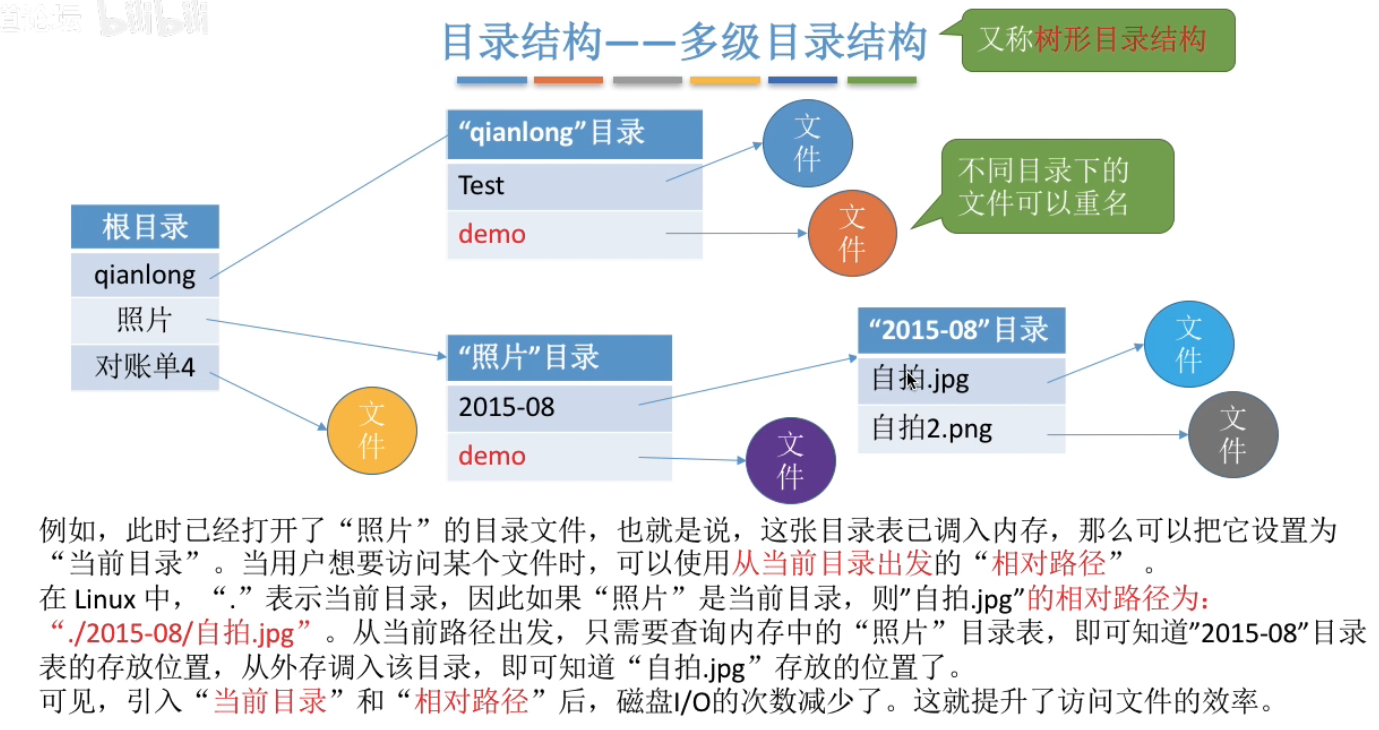 道论坛 bilibili
目录结构——多级目录结构
又称树形目录结构
“qianlong”目录
Test
demo
文件
文件
不同目录下的
文件可以重名
根目录
qianlong
照片
对账单4
文件
“照片”目录
2015-08
demo
文件
“2015-08”目录
自拍.jpg
自拍2.png
文件
文件
例如，此时已经打开了“照片”的目录文件，也就是说，这张目录表已调入内存，那么可以把它设置为
“当前目录”。当用户想要访问某个文件时，可以使用从当前目录出发的“相对路径” 。
在 Linux 中，“.”表示当前目录，因此如果“照片”是当前目录，则”自拍.jpg”的相对路径为：
“./2015-08/自拍.jpg”。从当前路径出发，只需要查询内存中的“照片”目录表，即可知道”2015-08”目录
表的存放位置，从外存调入该目录，即可知道“自拍.jpg”存放的位置了。
可见，引入“当前目录”和“相对路径”后，磁盘I/O的次数减少了。这就提升了访问文件的效率。